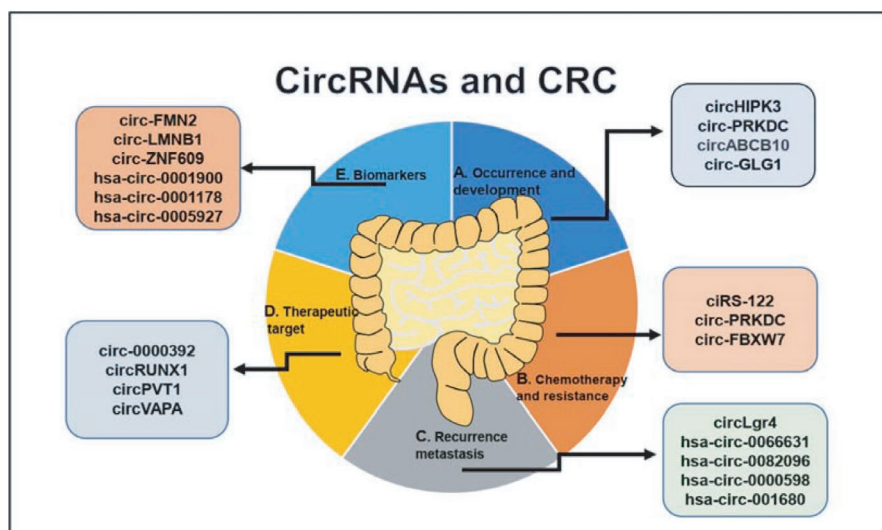 CircRNAs and CRC
circ-FMN2
circ-LMNB1
circ-ZNF609
hsa-circ-0001900
hsa-circ-0001178
hsa-circ-0005927
circHIPK3
circ-PRKDC
circABCB10
circ-GLG1
E. Biomarkers
A. Occurrence and
development
D. Therapeutic
target
B. Chemotherapy
and resistance
C. Recurrence
metastasis
ciRS-122
circ-PRKDC
circ-FBXW7
circ-0000392
circRUNX1
circPVT1
circVAPA
circLgr4
hsa-circ-0066631
hsa-circ-0082096
hsa-circ-0000598
hsa-circ-001680